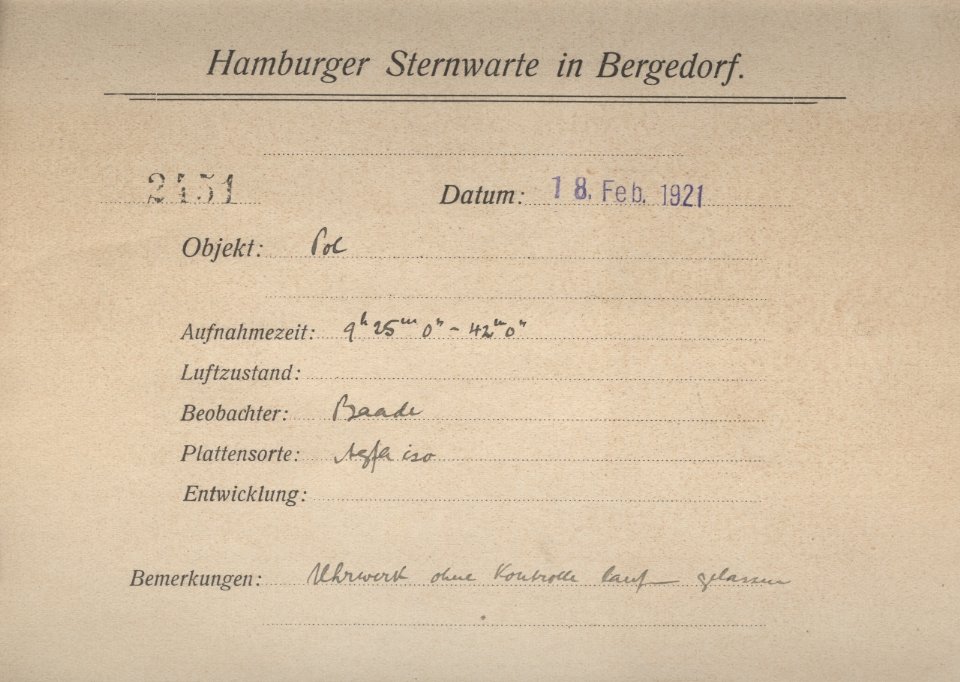 Hamburger Sternwarte in Bergedorf.
2151 Datum: 18. Feb. 1921
Objekt: Pol
Aufnahmezeit: 9h 25m 0s - 42m 0s
Luftzustand:
Beobachter: Baade
Plattensorte: Agfa iso
Entwicklung:
Bemerkungen: Uhrwerk ohne Kontrolle laufen gelassen